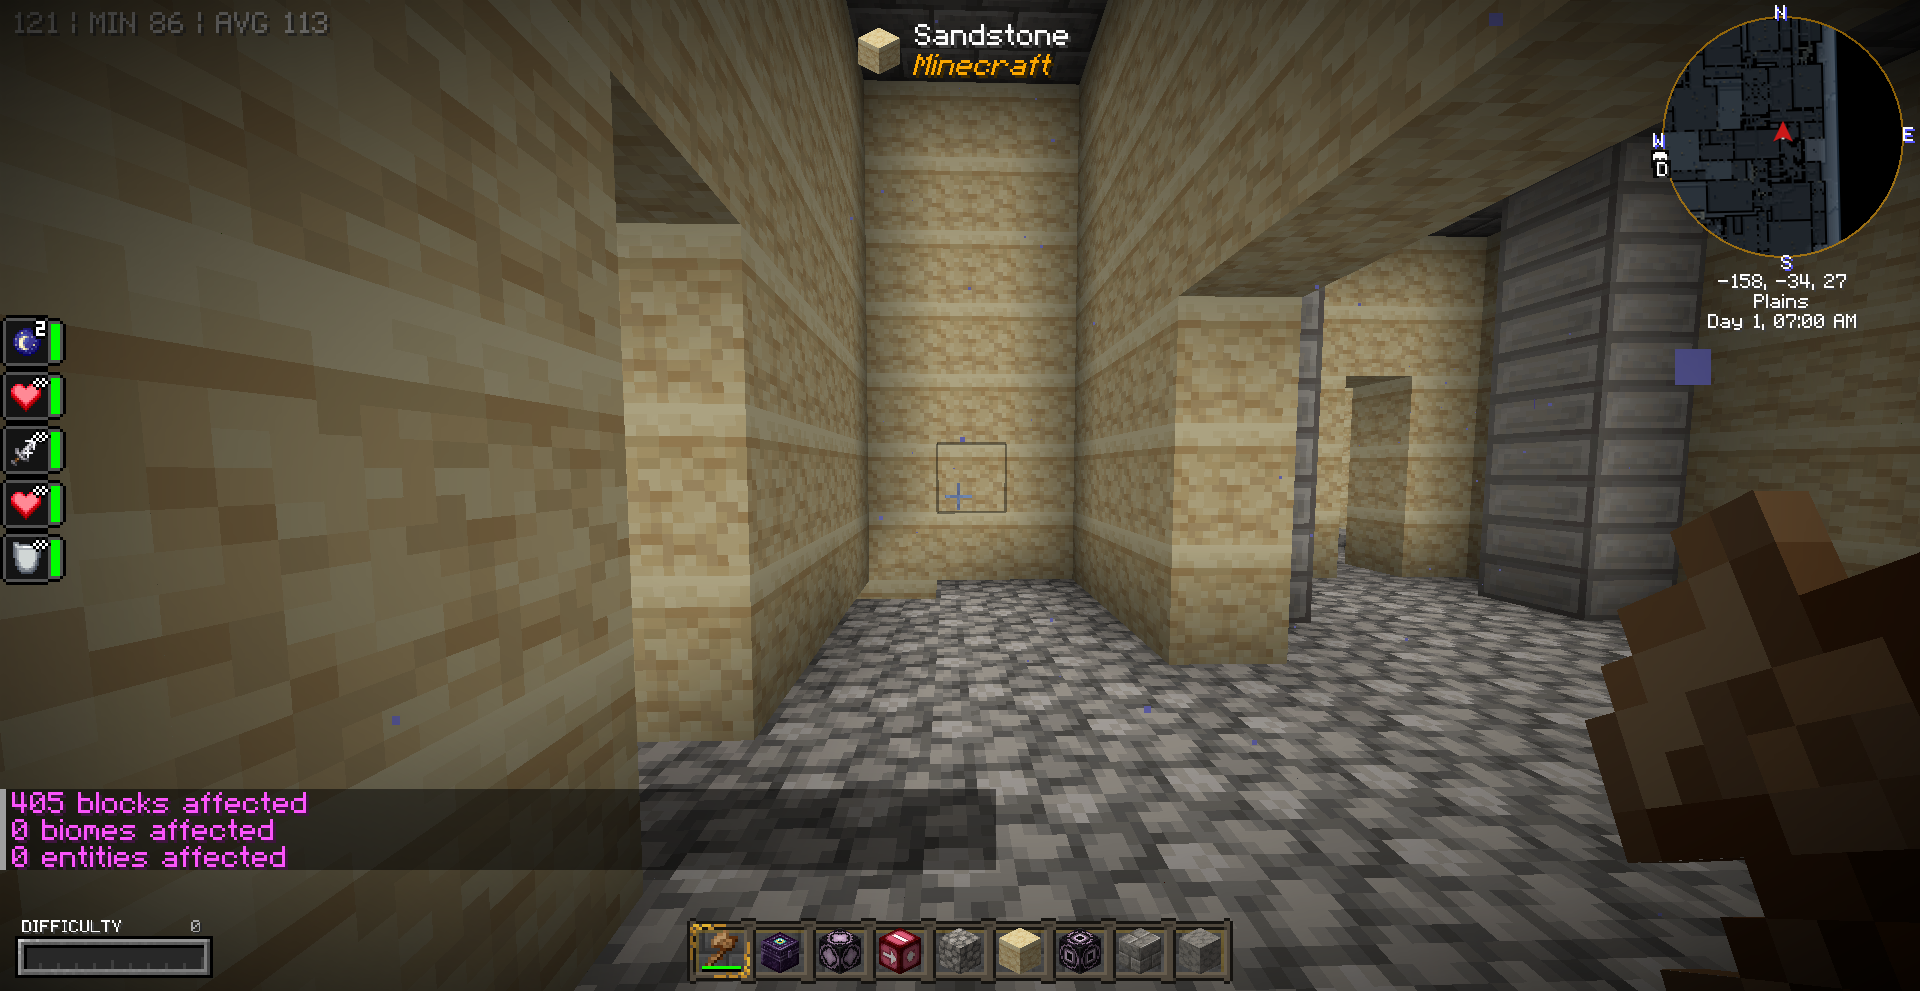 121 | MIN 86 | AVG 113
Sandstone
Minecraft
N
W
E
D
S
-158, -34, 27
Plains
Day 1, 07:00 AM
2
405 blocks affected
0 biomes affected
0 entities affected
DIFFICULTY 0